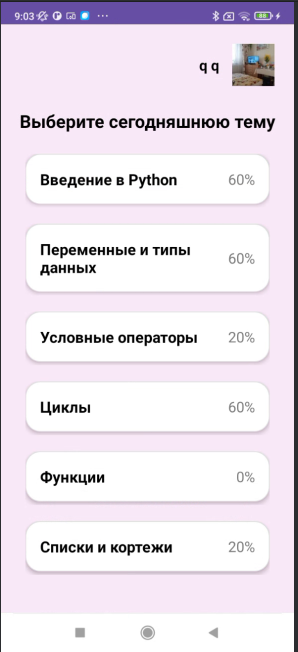 9:03
q q
Выберите сегодняшнюю тему
Введение в Python 60%
Переменные и типы
данных 60%
Условные операторы 20%
Циклы 60%
Функции 0%
Списки и кортежи 20%